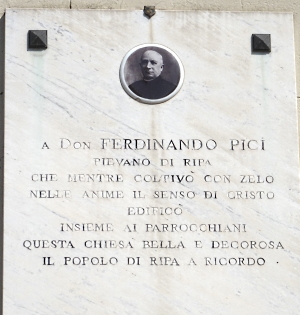 A DON FERDINANDO PICI
PIEVANO DI RIPA
CHE MENTRE COLTIVÒ CON ZELO
NELLE ANIME IL SENSO DI CRISTO
EDIFICÒ
INSIEME AI PARROCCHIANI
QUESTA CHIESA BELLA E DECOROSA
IL POPOLO DI RIPA A RICORDO ·